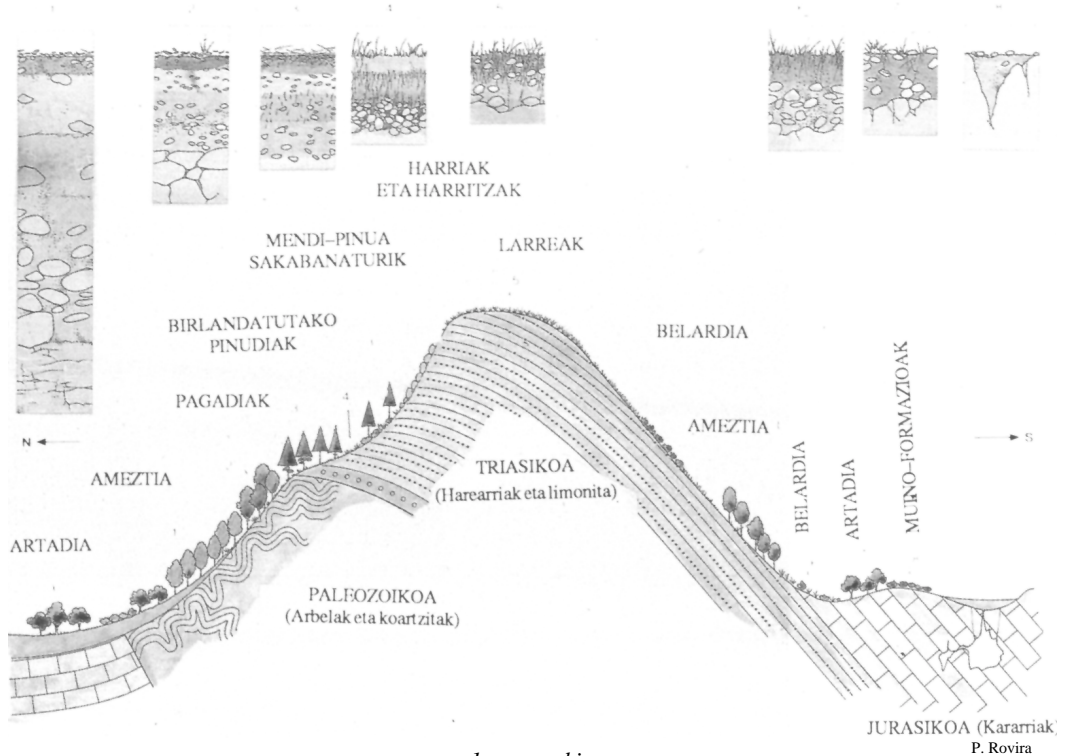 HARRIAK
ETA HARRITZAK
MENDI–PINUA
SAKABANATURIK
LARREAK
BIRLANDATUTAKO
PINUDIAK
BELARDIA
PAGADIAK
AMEZTIA
MUINO–FORMAZIOAK
N
S
AMEZTIA
TRIASIKOA
(Harearriak eta limonita)
BELARDIA
ARTADIA
ARTADIA
PALEOZOIKOA
(Arbelak eta koartzitak)
JURASIKOA (Kararriak)
P. Rovira